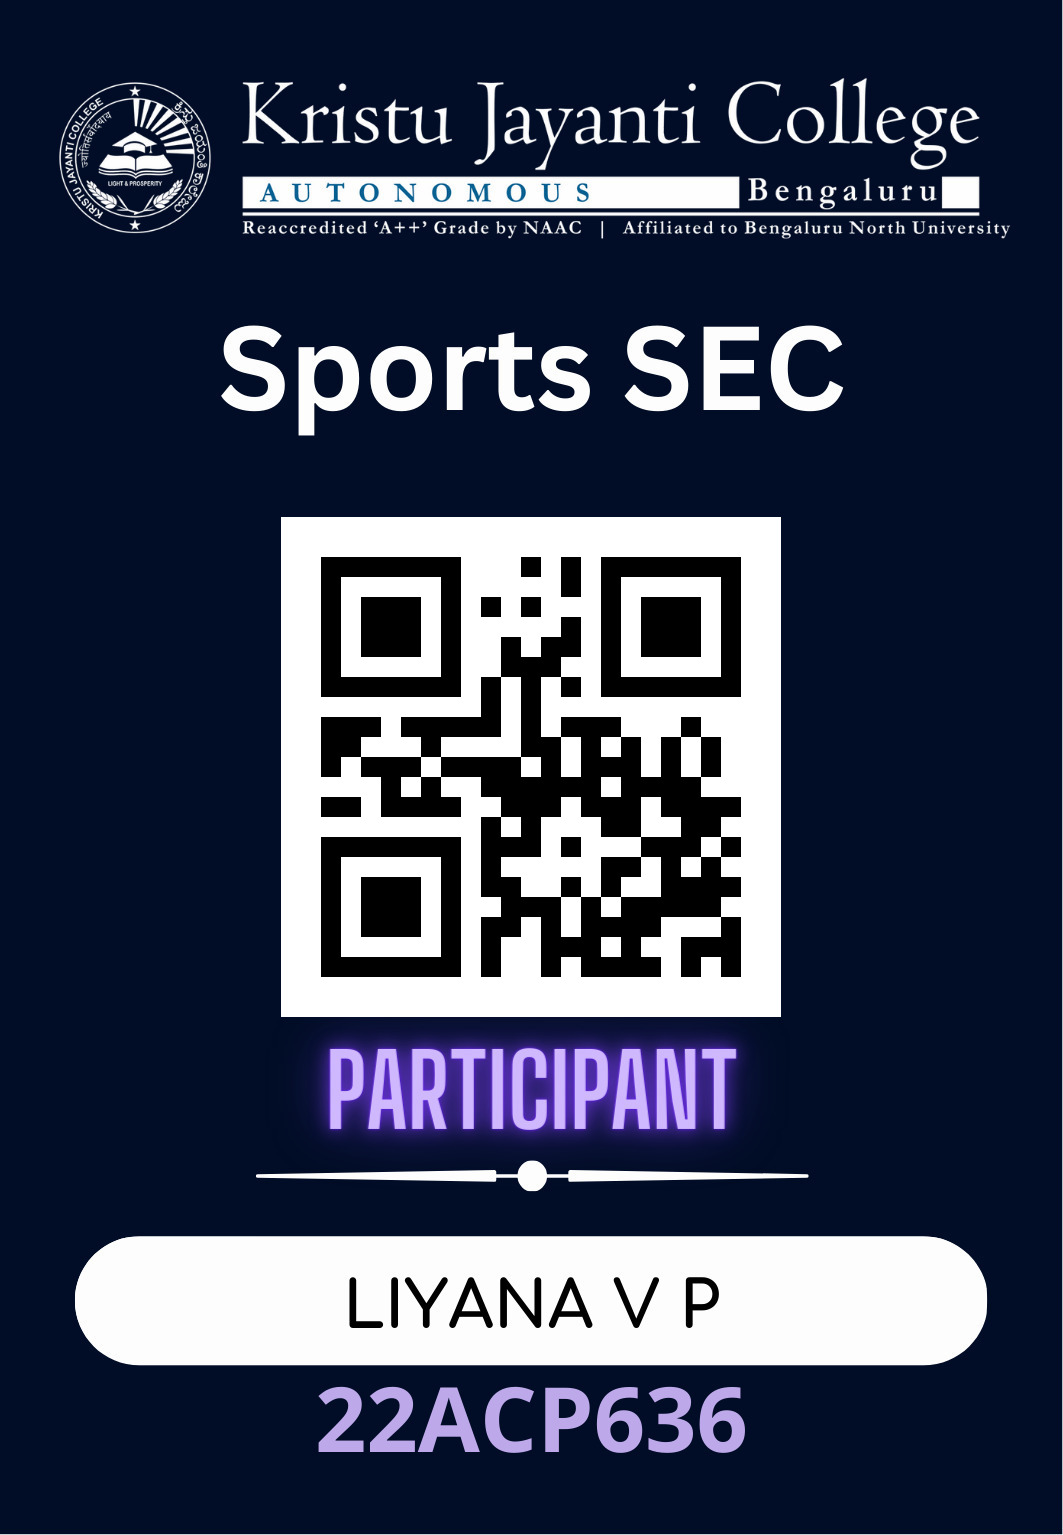 KRISTU JAYANTI COLLEGE
ಕ್ರಿಸ್ತು ಜಯಂತಿ ಕಾಲೇಜು
LIGHT & PROSPERITY
Kristu Jayanti College
AUTONOMOUS Bengaluru
Reaccredited ‘A++’ Grade by NAAC | Affiliated to Bengaluru North University
Sports SEC
PARTICIPANT
LIYANA V P
22ACP636